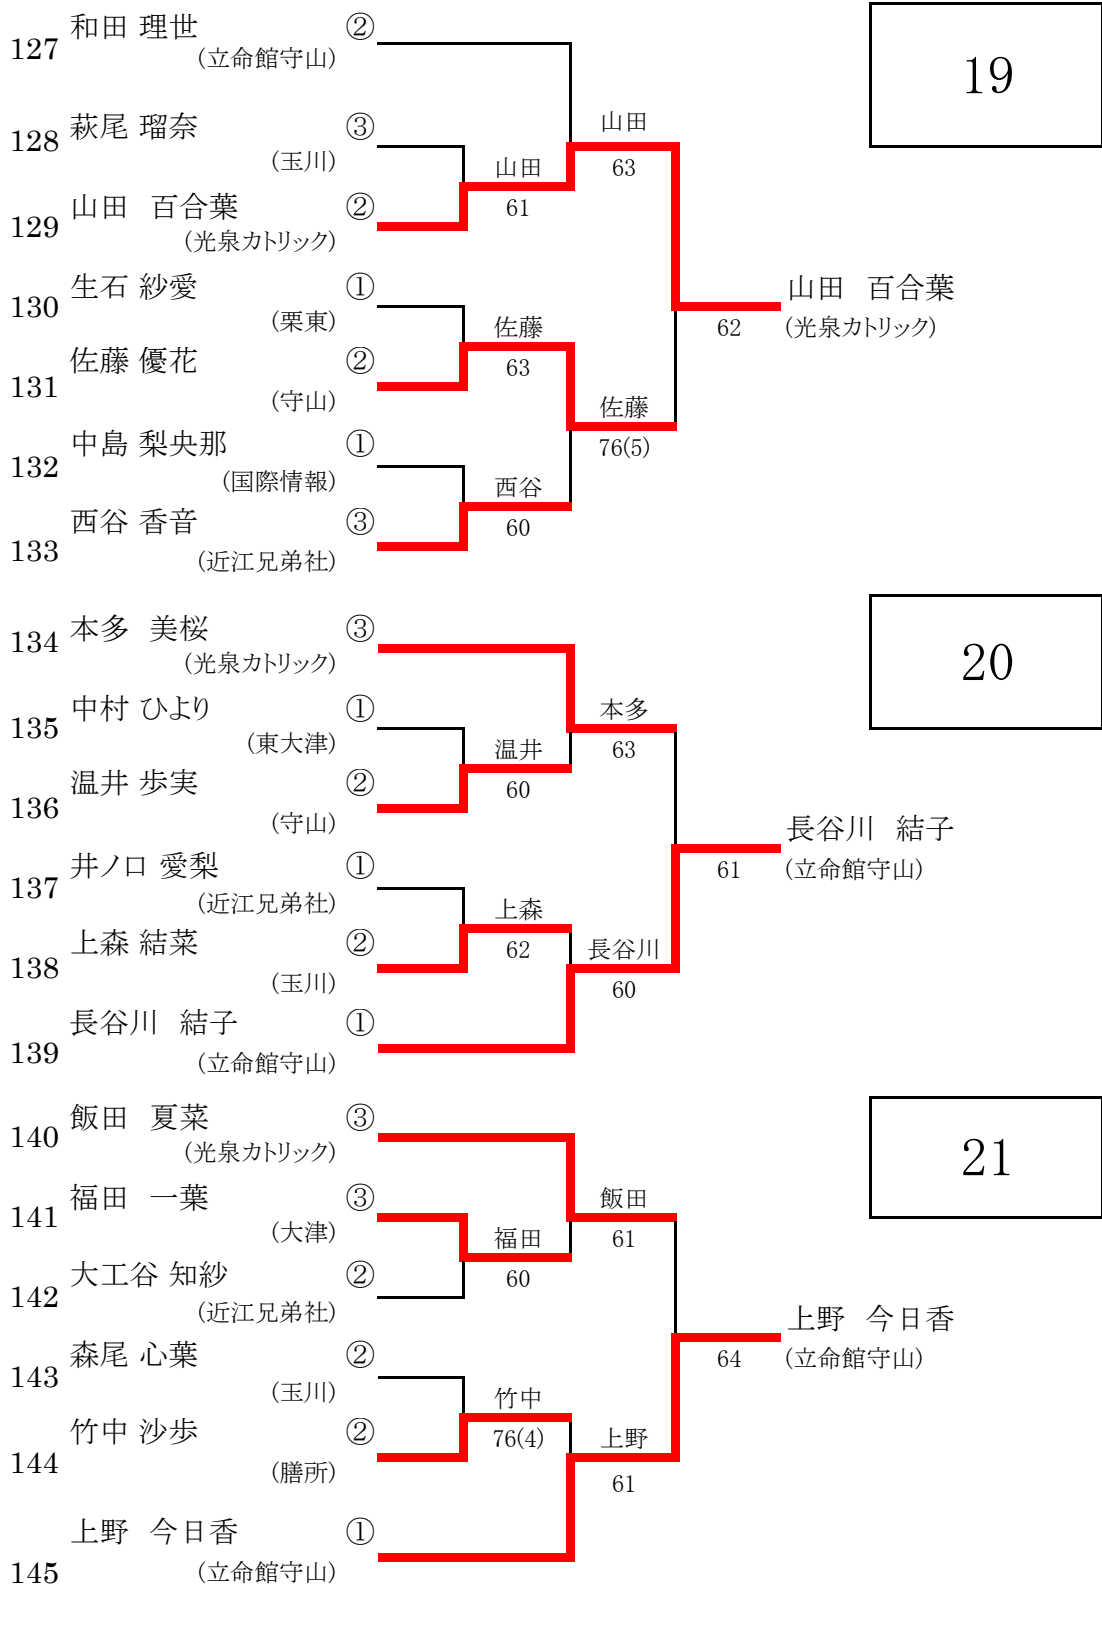 19
127 和田 理世 ②
(立命館守山)
128 萩尾 瑠奈 ③
(玉川)
129 山田 百合葉 ②
(光泉カトリック)
130 生石 紗愛 ①
(栗東)
131 佐藤 優花 ②
(守山)
132 中島 梨央那 ①
(国際情報)
133 西谷 香音 ③
(近江兄弟社)
山田
61
佐藤
63
西谷
60
山田
63
佐藤
76(5)
山田 百合葉
62 (光泉カトリック)
20
134 本多 美桜 ③
(光泉カトリック)
135 中村 ひより ①
(東大津)
136 温井 歩実 ②
(守山)
137 井ノ口 愛梨 ①
(近江兄弟社)
138 上森 結菜 ②
(玉川)
139 長谷川 結子 ①
(立命館守山)
温井
60
上森
62
本多
63
長谷川
60
長谷川 結子
61 (立命館守山)
21
140 飯田 夏菜 ③
(光泉カトリック)
141 福田 一葉 ③
(大津)
142 大工谷 知紗 ②
(近江兄弟社)
143 森尾 心葉 ②
(玉川)
144 竹中 沙歩 ②
(膳所)
145 上野 今日香 ①
(立命館守山)
福田
60
竹中
76(4)
飯田
61
上野
61
上野 今日香
64 (立命館守山)